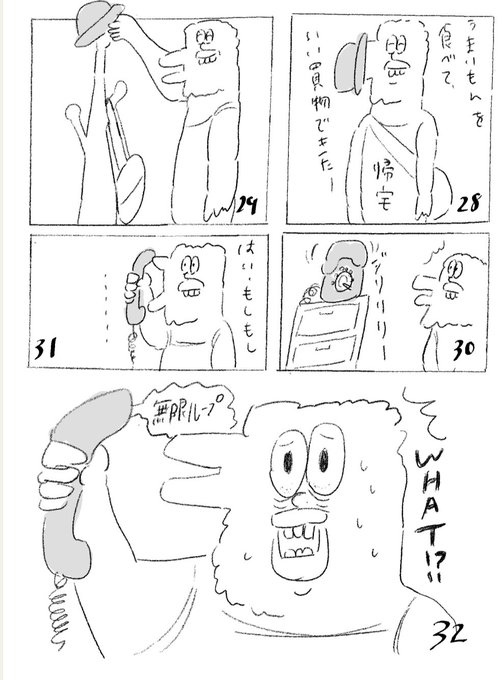 うまいもんを
食べて、
いい買物できたー
帰宅
28
29
ジリリリリー
30
はい、もしもし
‥‥‥
31
WHAT!?!!
無限ループ
32